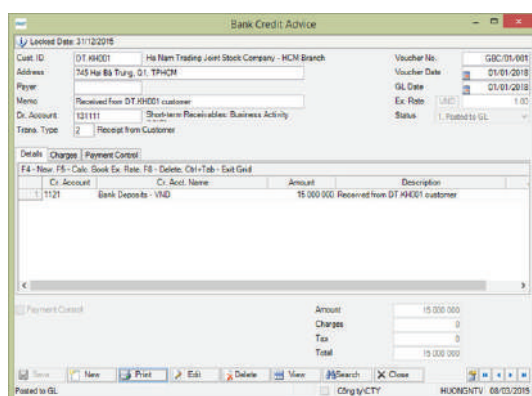 Bank Credit Advice
Locked Date: 31/12/2015
Cust. ID DT.KH001 Ha Nam Trading Joint Stock Company - HCM Branch Voucher No. GBC/01/001
Address 745 Hai Bà Trưng, Q1, TPHCM Voucher Date 01/01/2018
Payer GL Date 01/01/2018
Memo Received from DT.KH001 customer Ex. Rate VND 1.00
Dr. Account 131111 Short-term Receivables: Business Activity Status 1. Posted to GL
Trans. Type 2 Receipt from Customer
Details Charges Payment Control
F4 - New, F5 - Calc. Book Ex. Rate, F8 - Delete, Ctrl+Tab - Exit Grid
Cr. Account Cr. Acct. Name Amount Description
1 1121 Bank Deposits - VND 15 000 000 Received from DT.KH001 customer
Payment Control Amount 15 000 000
Charges 0
Tax 0
Total 15 000 000
Save New Print Edit Delete View Search Close
Posted to GL Công ty\CTY HUONGNTV 08/03/2015